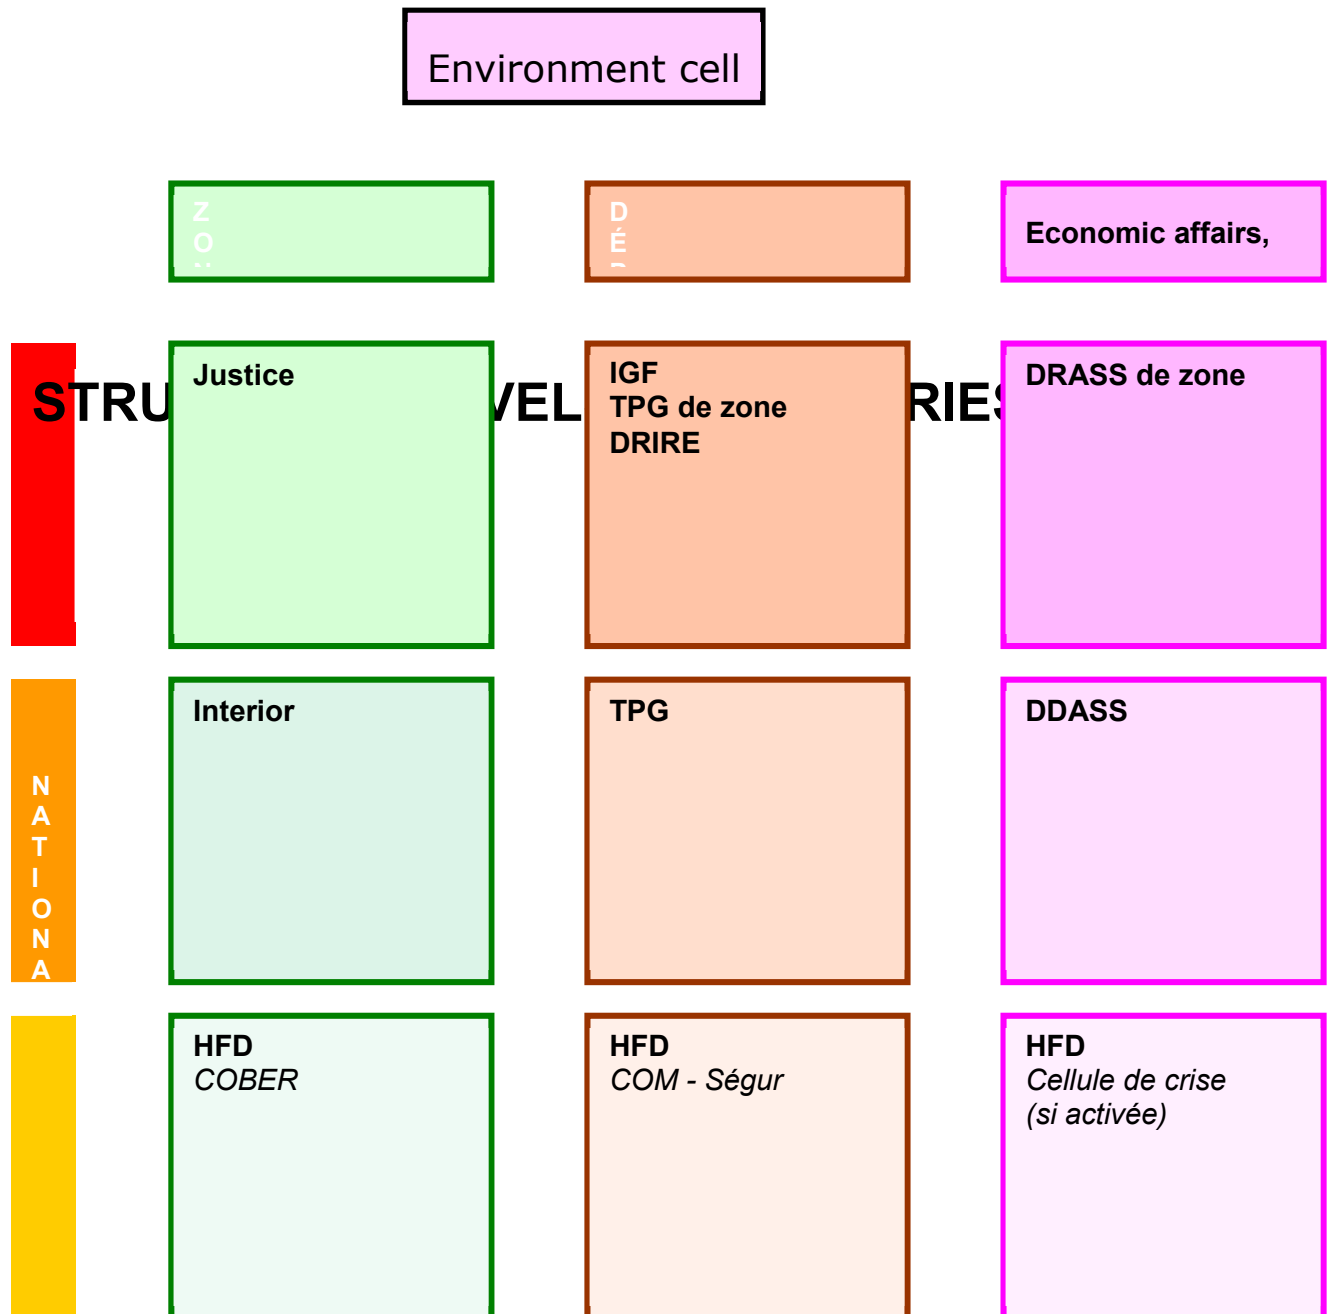 Environment cell
Z
O
D
É
Economic affairs,
Justice
IGF
TPG de zone
DRIRE
DRASS de zone
Interior
TPG
DDASS
N
A
T
I
O
N
A
HFD
COBER
HFD
COM - Ségur
HFD
Cellule de crise
(si activée)